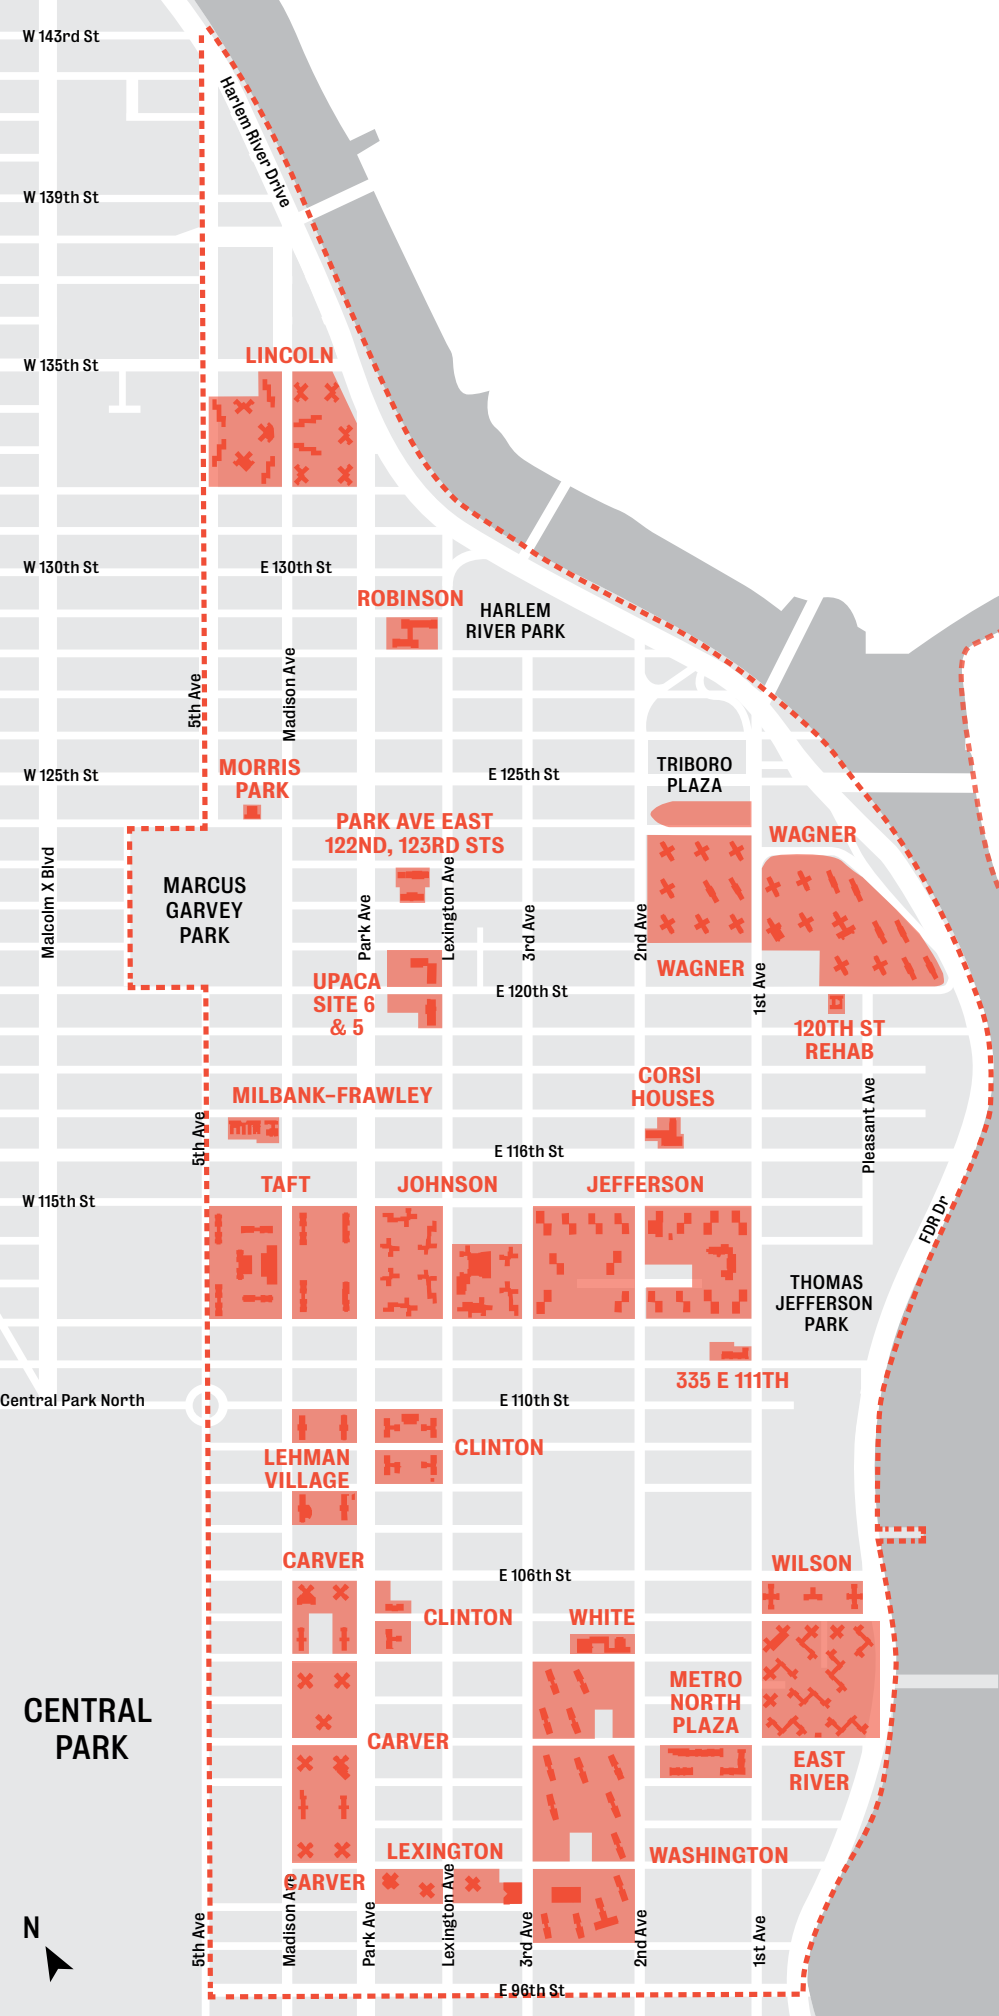 W 143rd St
Harlem River Drive
W 139th St
LINCOLN
W 135th St
W 130th St
E 130th St
ROBINSON
HARLEM
RIVER PARK
5th Ave
Madison Ave
MORRIS
PARK
W 125th St
E 125th St
TRIBORO
PLAZA
PARK AVE EAST
122ND, 123RD STS
WAGNER
Malcolm X Blvd
MARCUS
GARVEY
PARK
Park Ave
Lexington Ave
3rd Ave
2nd Ave
WAGNER
1st Ave
UPACA
SITE 6
& 5
E 120th St
120TH ST
REHAB
CORSI
HOUSES
MILBANK–FRAWLEY
5th Ave
Pleasant Ave
E 116th St
TAFT
JOHNSON
JEFFERSON
W 115th St
FDR Dr
THOMAS
JEFFERSON
PARK
335 E 111TH
Central Park North
E 110th St
CLINTON
LEHMAN
VILLAGE
CARVER
E 106th St
WILSON
CLINTON
WHITE
METRO
NORTH
PLAZA
CENTRAL
PARK
CARVER
EAST
RIVER
LEXINGTON
WASHINGTON
CARVER
N
5th Ave
Madison Ave
Park Ave
Lexington Ave
3rd Ave
2nd Ave
1st Ave
E 96th St